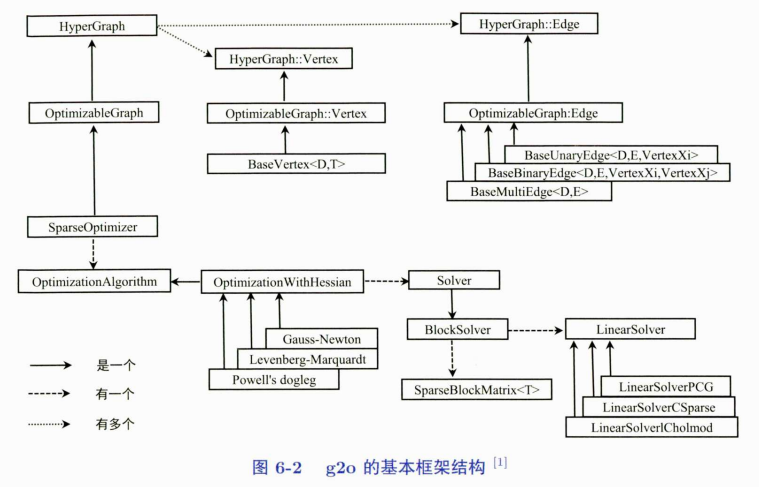 HyperGraph
HyperGraph::Edge
HyperGraph::Vertex
OptimizableGraph
OptimizableGraph::Vertex
OptimizableGraph:Edge
BaseVertex<D,T>
BaseUnaryEdge<D,E,VertexXi>
BaseBinaryEdge<D,E,VertexXi,VertexXj>
BaseMultiEdge<D,E>
SparseOptimizer
OptimizationAlgorithm
OptimizationWithHessian
Solver
Gauss-Newton
Levenberg-Marquardt
Powell's dogleg
BlockSolver
LinearSolver
SparseBlockMatrix<T>
LinearSolverPCG
LinearSolverCSparse
LinearSolverlCholmod
是一个
有一个
有多个
图 6-2 g2o 的基本框架结构 [1]